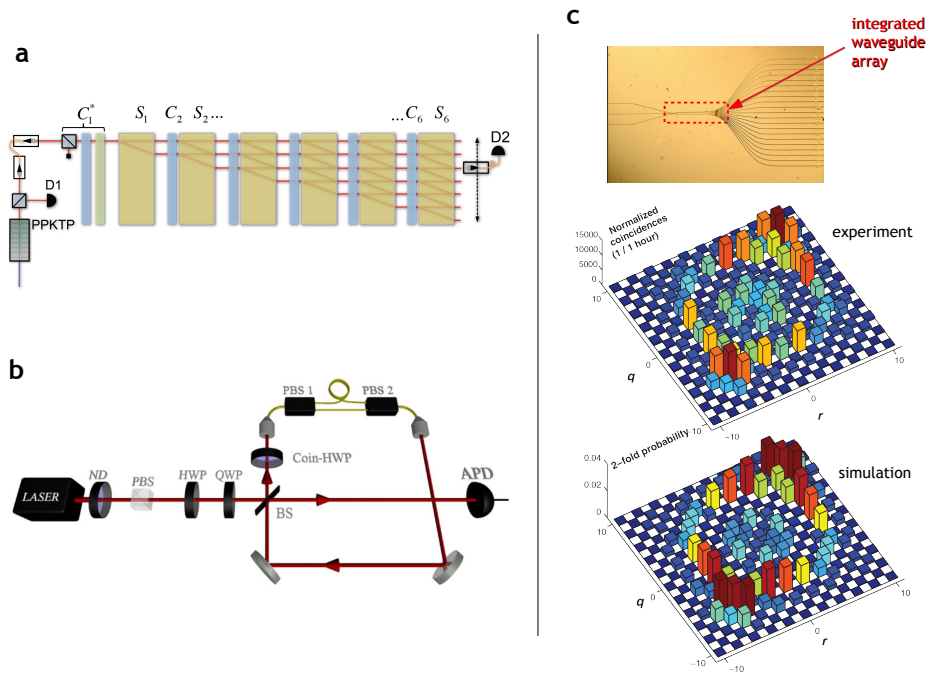 a
C₁* S₁ C₂ S₂... ...C₆ S₆
D2
D1
PPKTP
b
PBS 1 PBS 2
Coin-HWP
ND PBS HWP QWP APD
LASER
BS
c
integrated
waveguide
array
Normalized
coincidences
(1 / 1 hour)
15000
10000
5000
0
10
0
-10
q
-10
0
10
r
experiment
2-fold probability
0.04
0.02
0
10
0
-10
q
-10
0
10
r
simulation